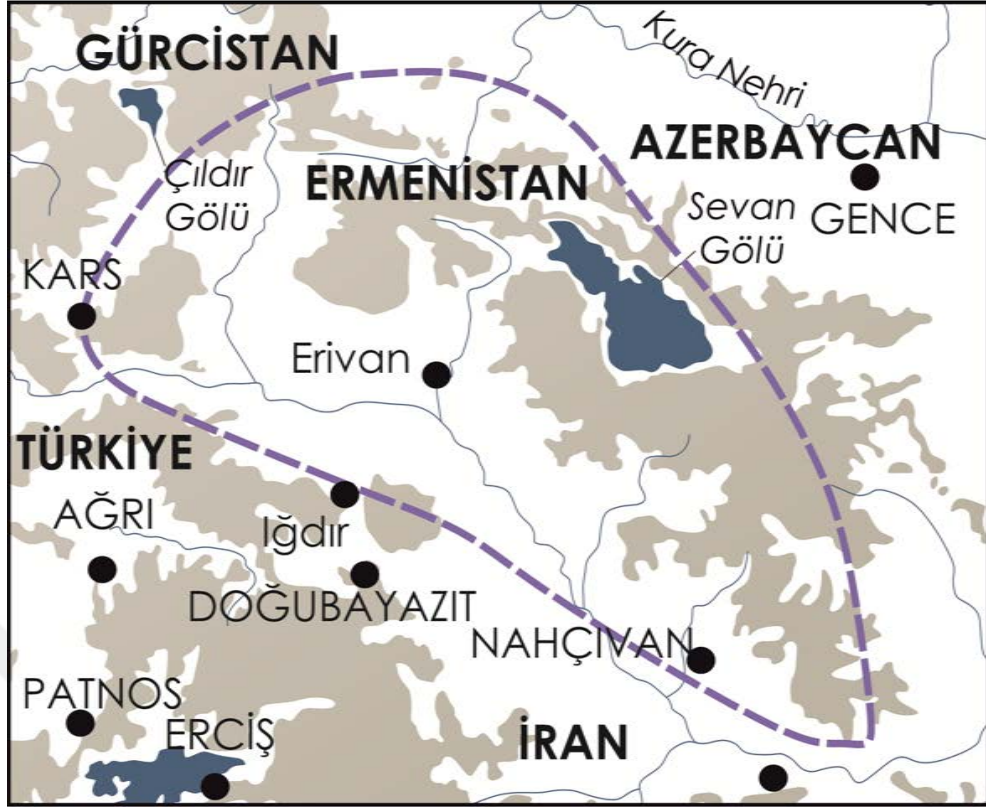 GÜRCİSTAN
Kura Nehri
AZERBAYCAN
Çıldır
Gölü
ERMENİSTAN
Sevan
Gölü
GENCE
KARS
Erivan
TÜRKİYE
AĞRI
Iğdır
DOĞUBAYAZIT
NAHÇIVAN
PATNOS
ERCİŞ
İRAN